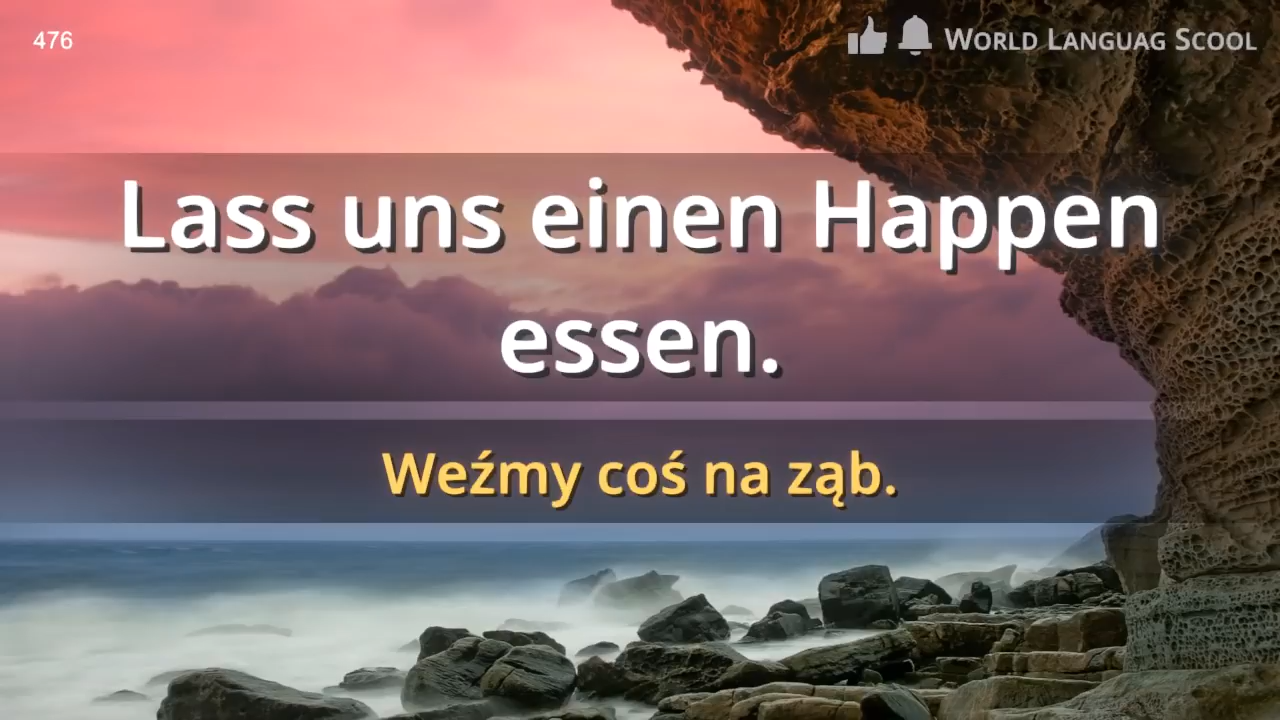 476
World Languag Scool
Lass uns einen Happen
essen.
Weźmy coś na ząb.